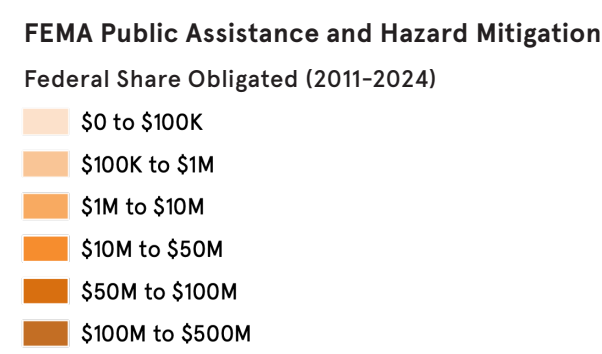 FEMA Public Assistance and Hazard Mitigation
Federal Share Obligated (2011-2024)
$0 to $100K
$100K to $1M
$1M to $10M
$10M to $50M
$50M to $100M
$100M to $500M